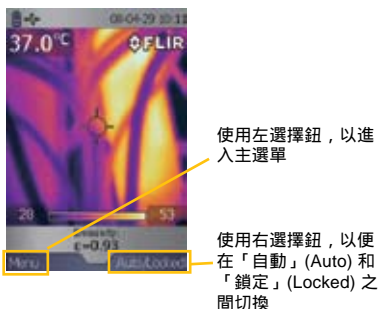 08-04-29 10:11
37.0°C
FLIR
使用左選擇鈕，以進
入主選單
28 53
Emissivity:
ε=0.93
使用右選擇鈕，以便
Menu Auto/Locked
在「自動」(Auto) 和
「鎖定」(Locked) 之
間切換